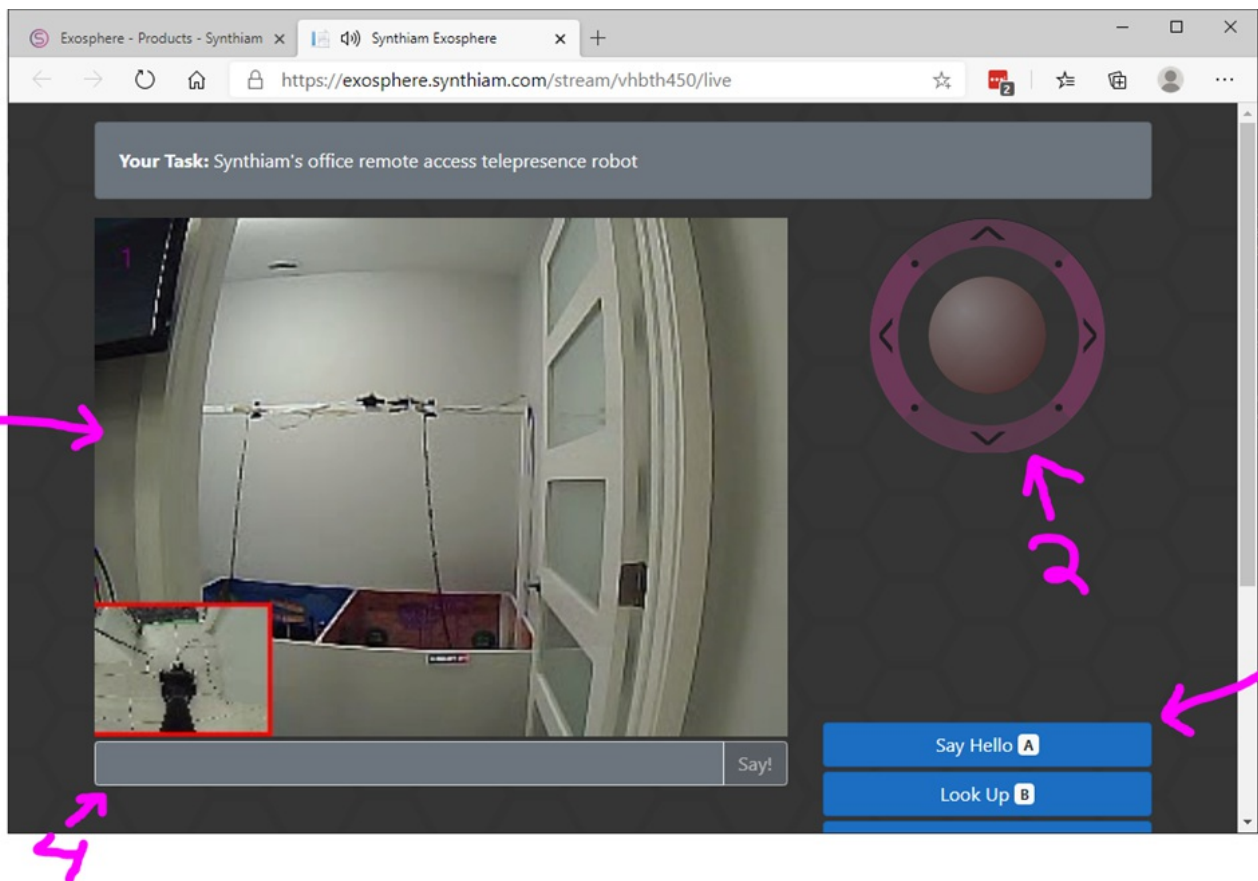 Exosphere - Products - Synthiam
Synthiam Exosphere
https://exosphere.synthiam.com/stream/vhbth450/live
2
Your Task: Synthiam's office remote access telepresence robot
1
2
Say Hello A
Say!
Look Up B
4